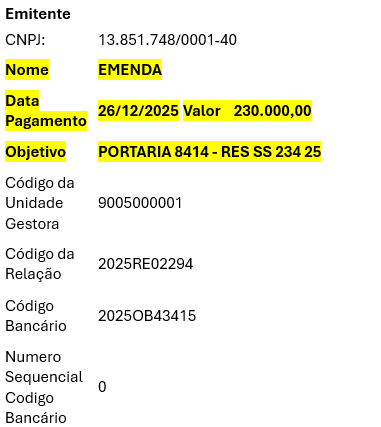 Emitente
CNPJ: 13.851.748/0001-40
Nome EMENDA
Data
Pagamento 26/12/2025 Valor 230.000,00
Objetivo PORTARIA 8414 - RES SS 234 25
Código da
Unidade 9005000001
Gestora
Código da
Relação 2025RE02294
Código
Bancário 2025OB43415
Numero
Sequencial
Codigo 0
Bancário